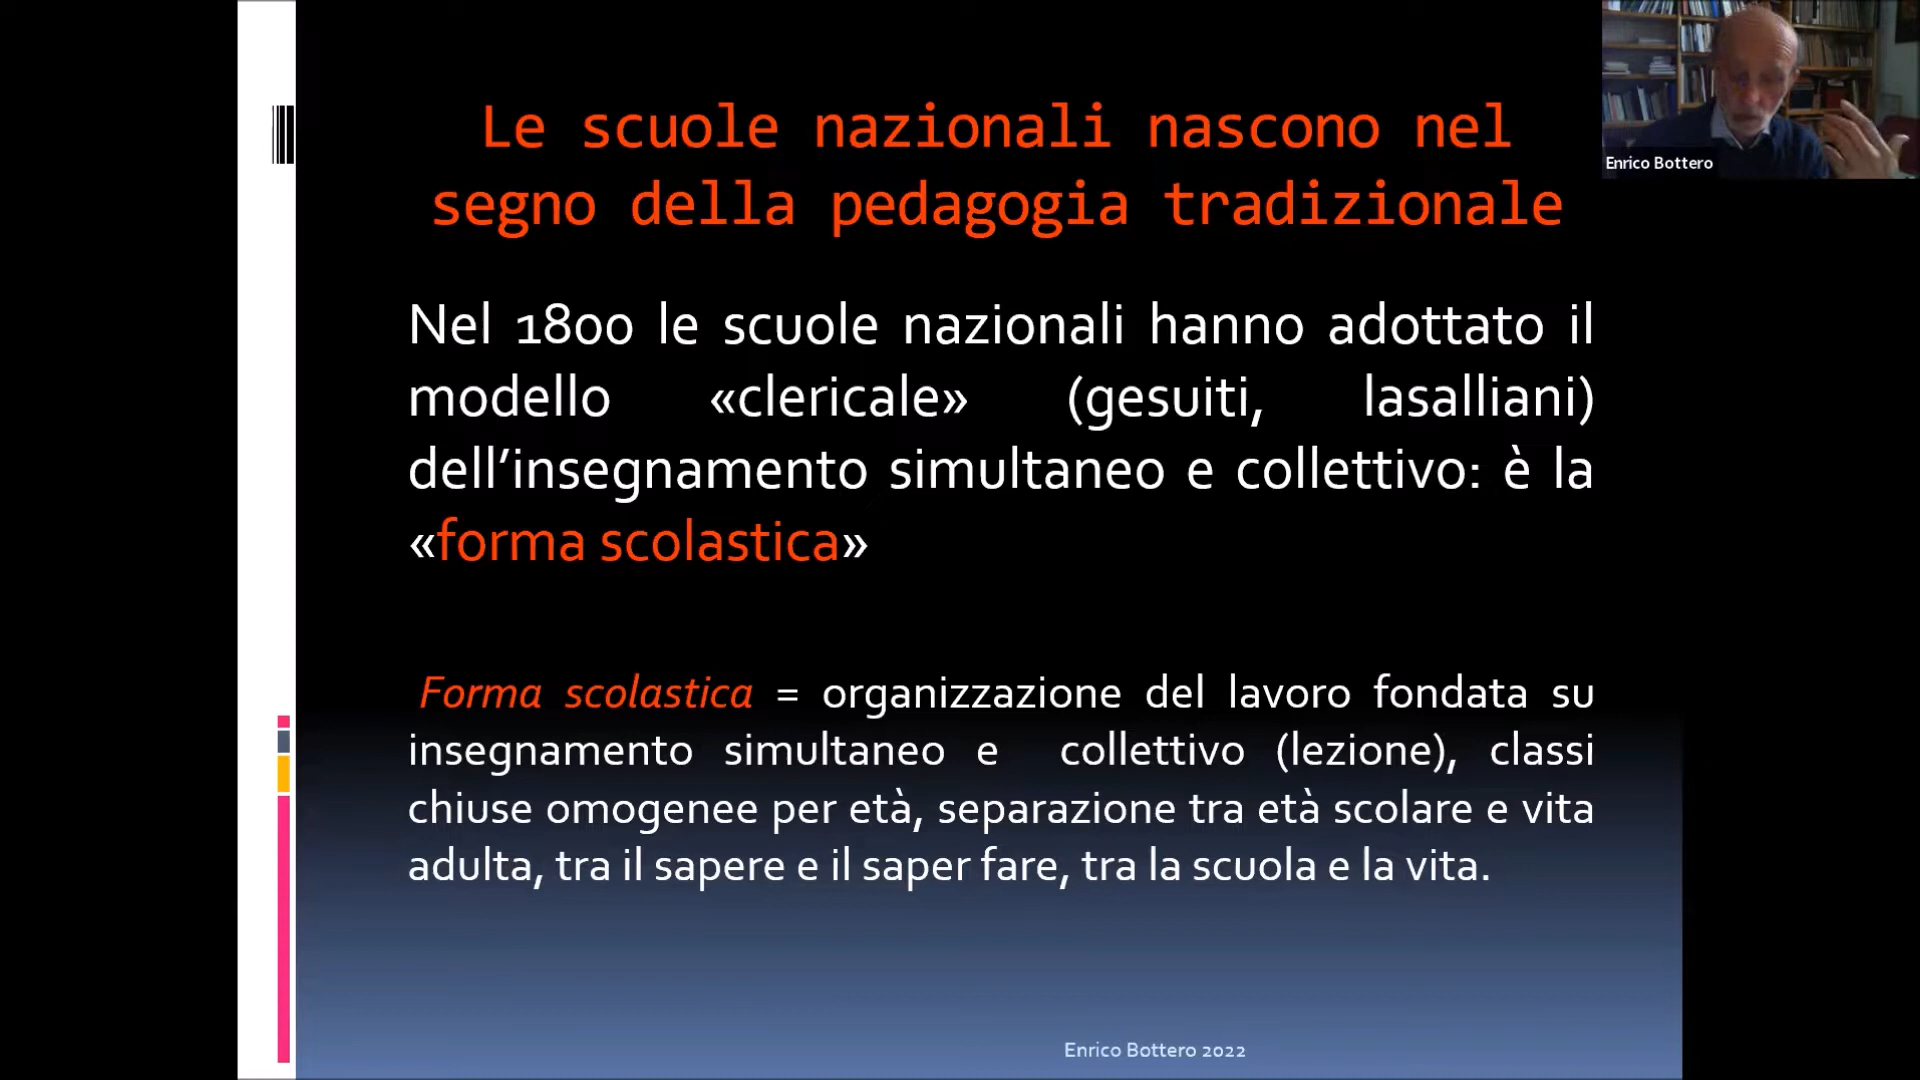 Le scuole nazionali nascono nel
segno della pedagogia tradizionale
Enrico Bottero
Nel 1800 le scuole nazionali hanno adottato il
modello «clericale» (gesuiti, lasalliani)
dell’insegnamento simultaneo e collettivo: è la
«forma scolastica»
Forma scolastica = organizzazione del lavoro fondata su
insegnamento simultaneo e collettivo (lezione), classi
chiuse omogenee per età, separazione tra età scolare e vita
adulta, tra il sapere e il saper fare, tra la scuola e la vita.
Enrico Bottero 2022